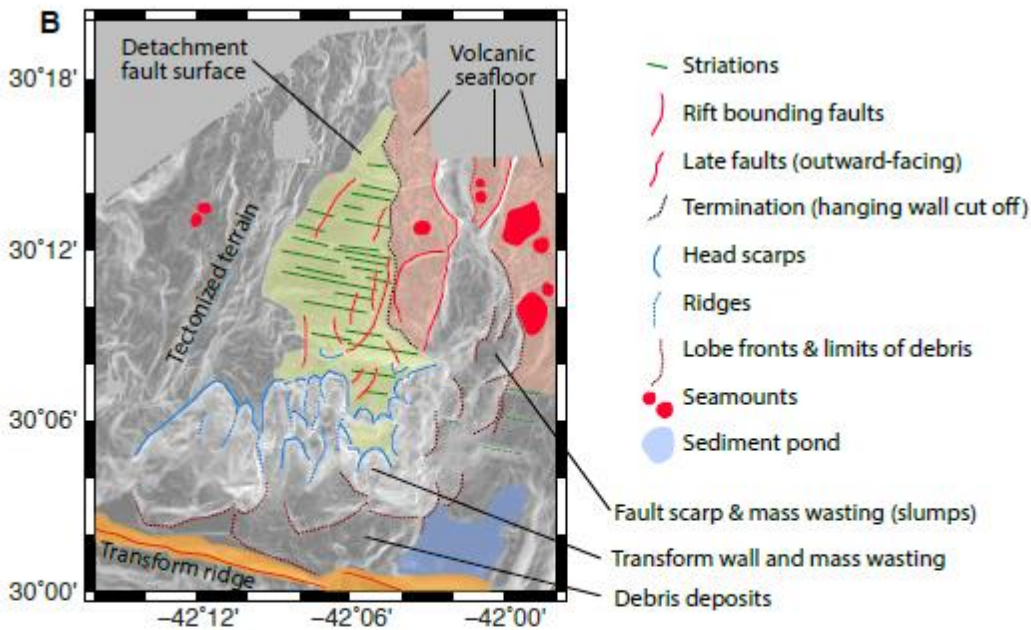 B
Detachment
fault surface
Volcanic
seafloor
30°18'
30°12'
30°06'
30°00'
Tectonized terrain
Transform ridge
−42°12'
−42°06'
−42°00'
Striations
Rift bounding faults
Late faults (outward-facing)
Termination (hanging wall cut off)
Head scarps
Ridges
Lobe fronts & limits of debris
Seamounts
Sediment pond
Fault scarp & mass wasting (slumps)
Transform wall and mass wasting
Debris deposits